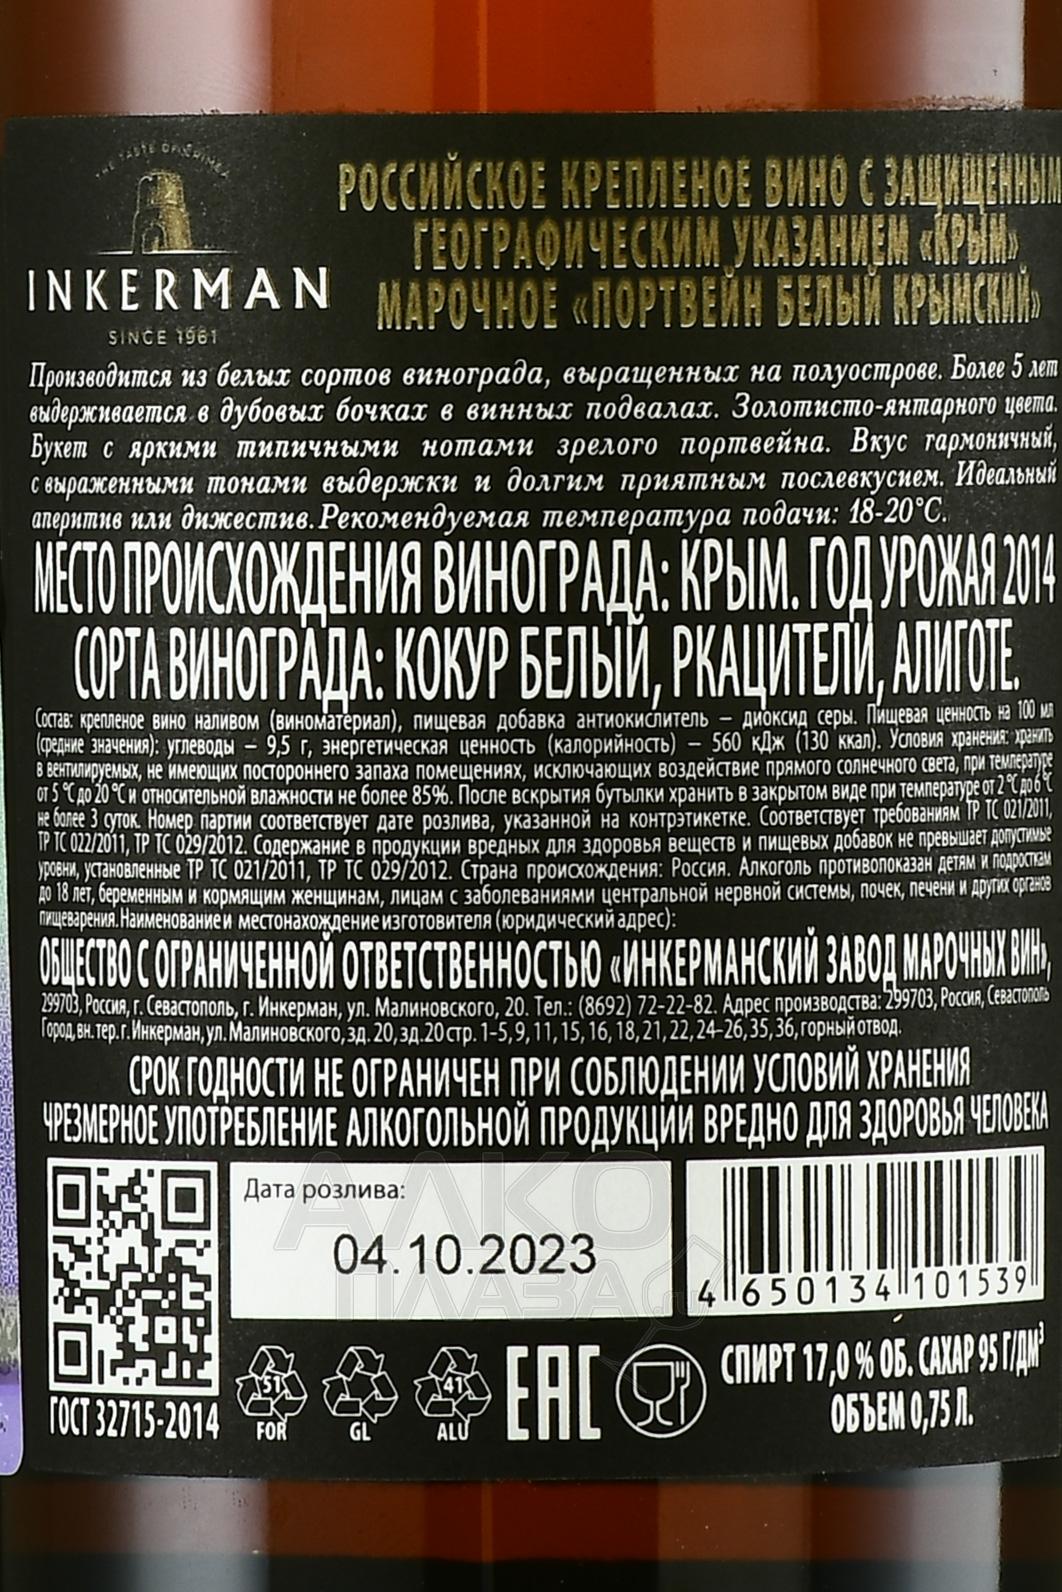 THE TASTE OF CRIMEA
INKERMAN
SINCE 1961
РОССИЙСКОЕ КРЕПЛЕНОЕ ВИНО С ЗАЩИЩЕННЫМ
ГЕОГРАФИЧЕСКИМ УКАЗАНИЕМ «КРЫМ»
МАРОЧНОЕ «ПОРТВЕЙН БЕЛЫЙ КРЫМСКИЙ»
Производится из белых сортов винограда, выращенных на полуострове. Более 5 лет
выдерживается в дубовых бочках в винных подвалах. Золотисто-янтарного цвета.
Букет с яркими типичными нотами зрелого портвейна. Вкус гармоничный
с выраженными тонами выдержки и долгим приятным послевкусием. Идеальный
аперитив или дижестив. Рекомендуемая температура подачи: 18-20°С.
МЕСТО ПРОИСХОЖДЕНИЯ ВИНОГРАДА: КРЫМ. ГОД УРОЖАЯ 2014
СОРТА ВИНОГРАДА: КОКУР БЕЛЫЙ, РКАЦИТЕЛИ, АЛИГОТЕ.
Состав: крепленое вино наливом (виноматериал), пищевая добавка антиокислитель – диоксид серы. Пищевая ценность на 100 мл
(средние значения): углеводы – 9,5 г, энергетическая ценность (калорийность) – 560 кДж (130 ккал). Условия хранения: хранить
в вентилируемых, не имеющих постороннего запаха помещениях, исключающих воздействие прямого солнечного света, при температуре
от 5 °С до 20 °С и относительной влажности не более 85%. После вскрытия бутылки хранить в закрытом виде при температуре от 2 °С до 6 °С
не более 3 суток. Номер партии соответствует дате розлива, указанной на контрэтикетке. Соответствует требованиям ТР ТС 021/2011,
ТР ТС 022/2011, ТР ТС 029/2012. Содержание в продукции вредных для здоровья веществ и пищевых добавок не превышает допустимые
уровни, установленные ТР ТС 021/2011, ТР ТС 029/2012. Страна происхождения: Россия. Алкоголь противопоказан детям и подросткам
до 18 лет, беременным и кормящим женщинам, лицам с заболеваниями центральной нервной системы, почек, печени и других органов
пищеварения. Наименование и местонахождение изготовителя (юридический адрес):
ОБЩЕСТВО С ОГРАНИЧЕННОЙ ОТВЕТСТВЕННОСТЬЮ «ИНКЕРМАНСКИЙ ЗАВОД МАРОЧНЫХ ВИН»,
299703, Россия, г. Севастополь, г. Инкерман, ул. Малиновского, 20. Тел.: (8692) 72-22-82. Адрес производства: 299703, Россия, Севастополь
Город, вн. тер. г. Инкерман, ул. Малиновского, зд. 20, зд. 20 стр. 1-5, 9, 11, 15, 16, 18, 21, 22, 24-26, 35, 36, горный отвод.
СРОК ГОДНОСТИ НЕ ОГРАНИЧЕН ПРИ СОБЛЮДЕНИИ УСЛОВИЙ ХРАНЕНИЯ
ЧРЕЗМЕРНОЕ УПОТРЕБЛЕНИЕ АЛКОГОЛЬНОЙ ПРОДУКЦИИ ВРЕДНО ДЛЯ ЗДОРОВЬЯ ЧЕЛОВЕКА
Дата розлива:
04.10.2023
АЛКО
ПЛАЗА.ru
4 650134 101539
ГОСТ 32715-2014
51
FOR
GL
41
ALU
EAC
СПИРТ 17,0 % ОБ. САХАР 95 Г/ДМ³
ОБЪЕМ 0,75 Л.